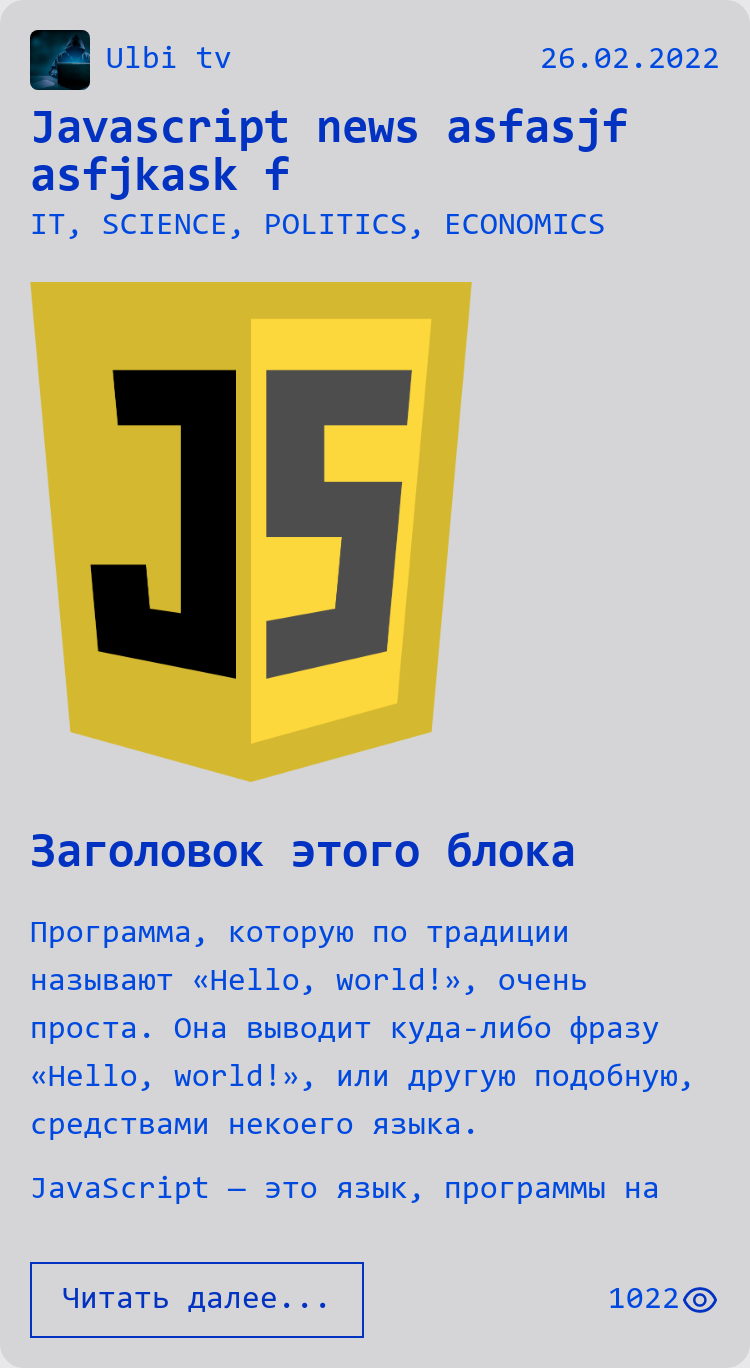 Ulbi tv 26.02.2022
Javascript news asfasjf
asfjkask f
IT, SCIENCE, POLITICS, ECONOMICS
JS
Заголовок этого блока
Программа, которую по традиции
называют «Hello, world!», очень
проста. Она выводит куда-либо фразу
«Hello, world!», или другую подобную,
средствами некоего языка.
JavaScript — это язык, программы на
Читать далее... 1022